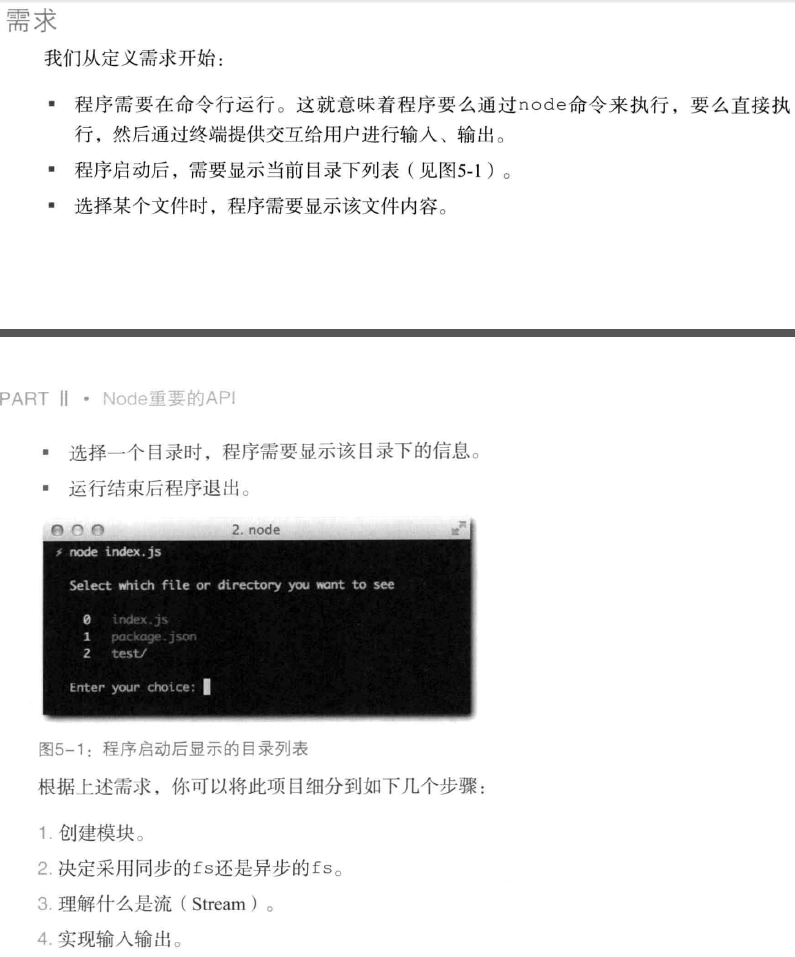 需求
我们从定义需求开始：
▪ 程序需要在命令行运行。这就意味着程序要么通过node命令来执行，要么直接执
行，然后通过终端提供交互给用户进行输入、输出。
▪ 程序启动后，需要显示当前目录下列表（见图5-1）。
▪ 选择某个文件时，程序需要显示该文件内容。
PART Ⅱ • Node重要的API
▪ 选择一个目录时，程序需要显示该目录下的信息。
▪ 运行结束后程序退出。
2. node
⚡ node index.js
Select which file or directory you want to see
0 index.js
1 package.json
2 test/
Enter your choice:
图5-1：程序启动后显示的目录列表
根据上述需求，你可以将此项目细分到如下几个步骤：
1. 创建模块。
2. 决定采用同步的fs还是异步的fs。
3. 理解什么是流（Stream）。
4. 实现输入输出。